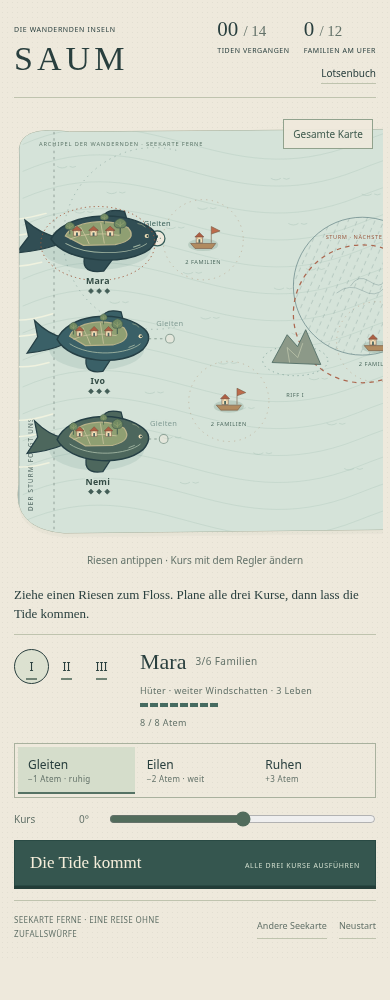 DIE WANDERNDEN INSELN
SAUM
00 / 14
TIDEN VERGANGEN
0 / 12
FAMILIEN AM UFER
Lotsenbuch
ARCHIPEL DER WANDERNDEN · SEEKARTE FERNE
Gesamte Karte
Gleiten
2 FAMILIEN
STURM · NÄCHSTE
Mara
Gleiten
Ivo
2 FAMIL
RIFF I
Gleiten
2 FAMILIEN
Nemi
DER STURM FOLGT UNS
Riesen antippen · Kurs mit dem Regler ändern
Ziehe einen Riesen zum Floss. Plane alle drei Kurse, dann lass die
Tide kommen.
I
II
III
Mara 3/6 Familien
Hüter · weiter Windschatten · 3 Leben
8 / 8 Atem
Gleiten
−1 Atem · ruhig
Eilen
−2 Atem · weit
Ruhen
+3 Atem
Kurs 0°
Die Tide kommt
ALLE DREI KURSE AUSFÜHREN
SEEKARTE FERNE · EINE REISE OHNE
ZUFALLSWÜRFE
Andere Seekarte
Neustart